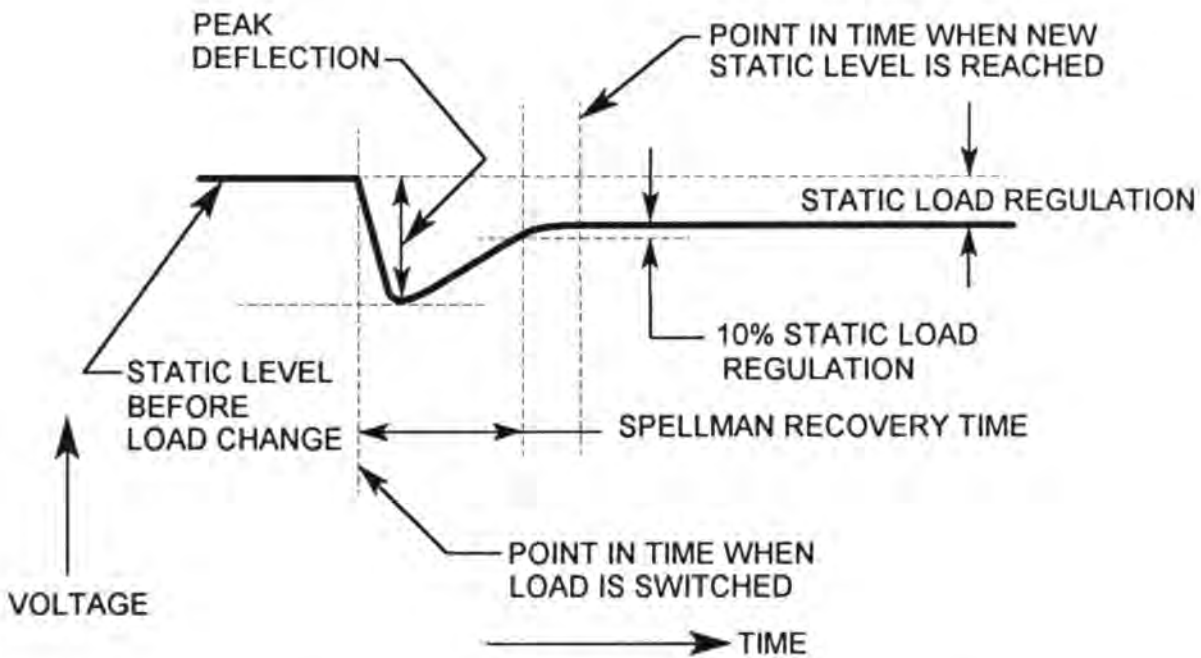 PEAK
DEFLECTION
POINT IN TIME WHEN NEW
STATIC LEVEL IS REACHED
STATIC LOAD REGULATION
10% STATIC LOAD
REGULATION
STATIC LEVEL
BEFORE
LOAD CHANGE
SPELLMAN RECOVERY TIME
POINT IN TIME WHEN
LOAD IS SWITCHED
VOLTAGE
TIME